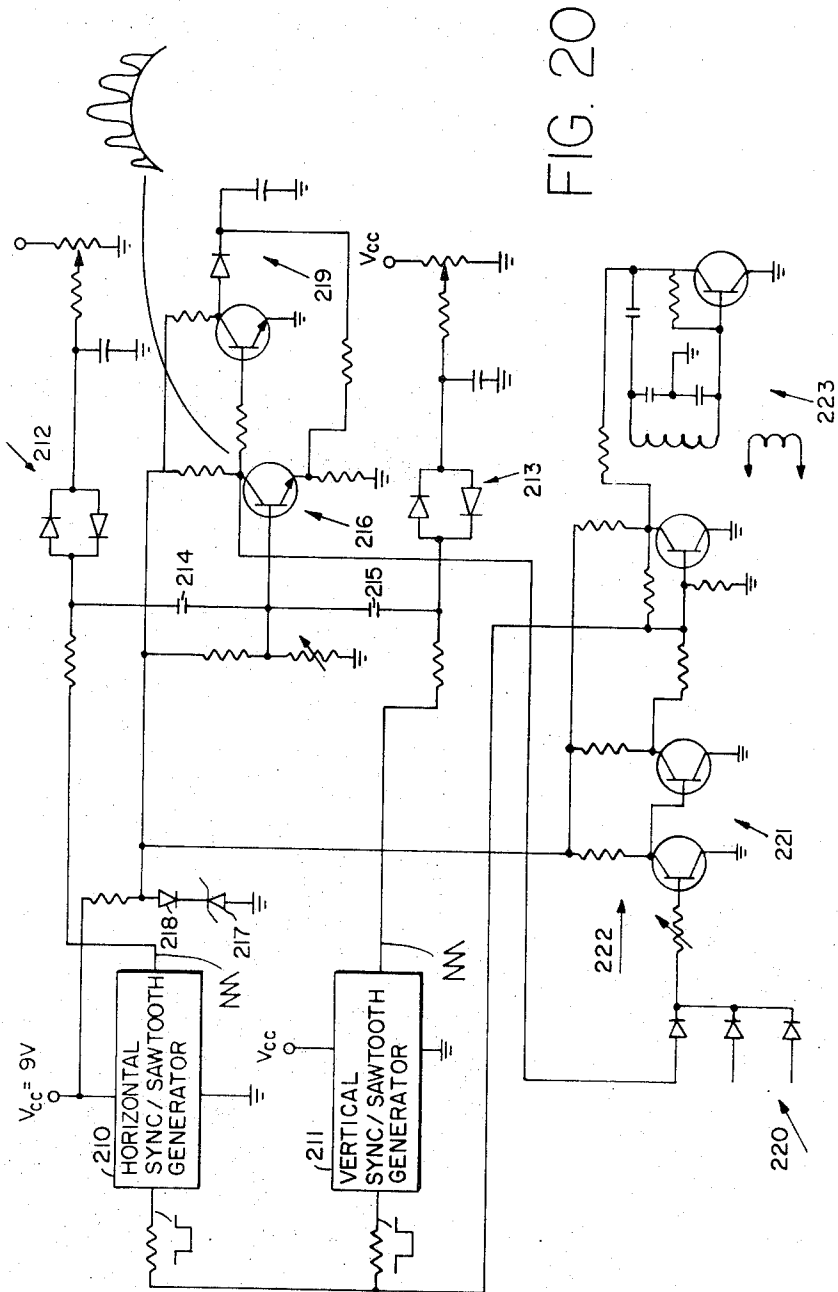 FIG. 20
Vcc = 9V
210
HORIZONTAL
SYNC/SAWTOOTH
GENERATOR
218
217
212
214
216
219
Vcc
211
VERTICAL
SYNC/SAWTOOTH
GENERATOR
215
213
Vcc
220
222
221
223